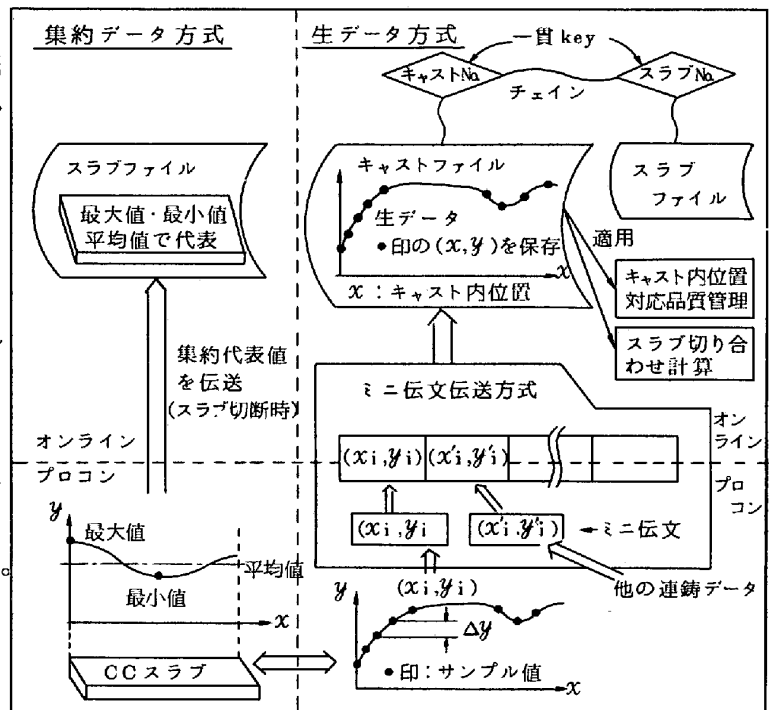 集約データ方式
スラブファイル
最大値・最小値
平均値で代表
集約代表値
を伝送
(スラブ切断時)
オンライン
プロコン
y
最大値
平均値
最小値
x
CCスラブ
生データ方式
一貫key
キャストNo.
スラブNo.
チェイン
キャストファイル
生データ
●印の(x,y)を保存
x
x:キャスト内位置
スラブ
ファイル
適用
キャスト内位置
対応品質管理
スラブ切り合
わせ計算
ミニ伝文伝送方式
オン
ライン
プロ
コン
(xi,yi)
(x'i,y'i)
(xi,yi
(x'i,y'i)
ミニ伝文
(xi,yi)
他の連鋳データ
y
Δy
●印:サンプル値
x